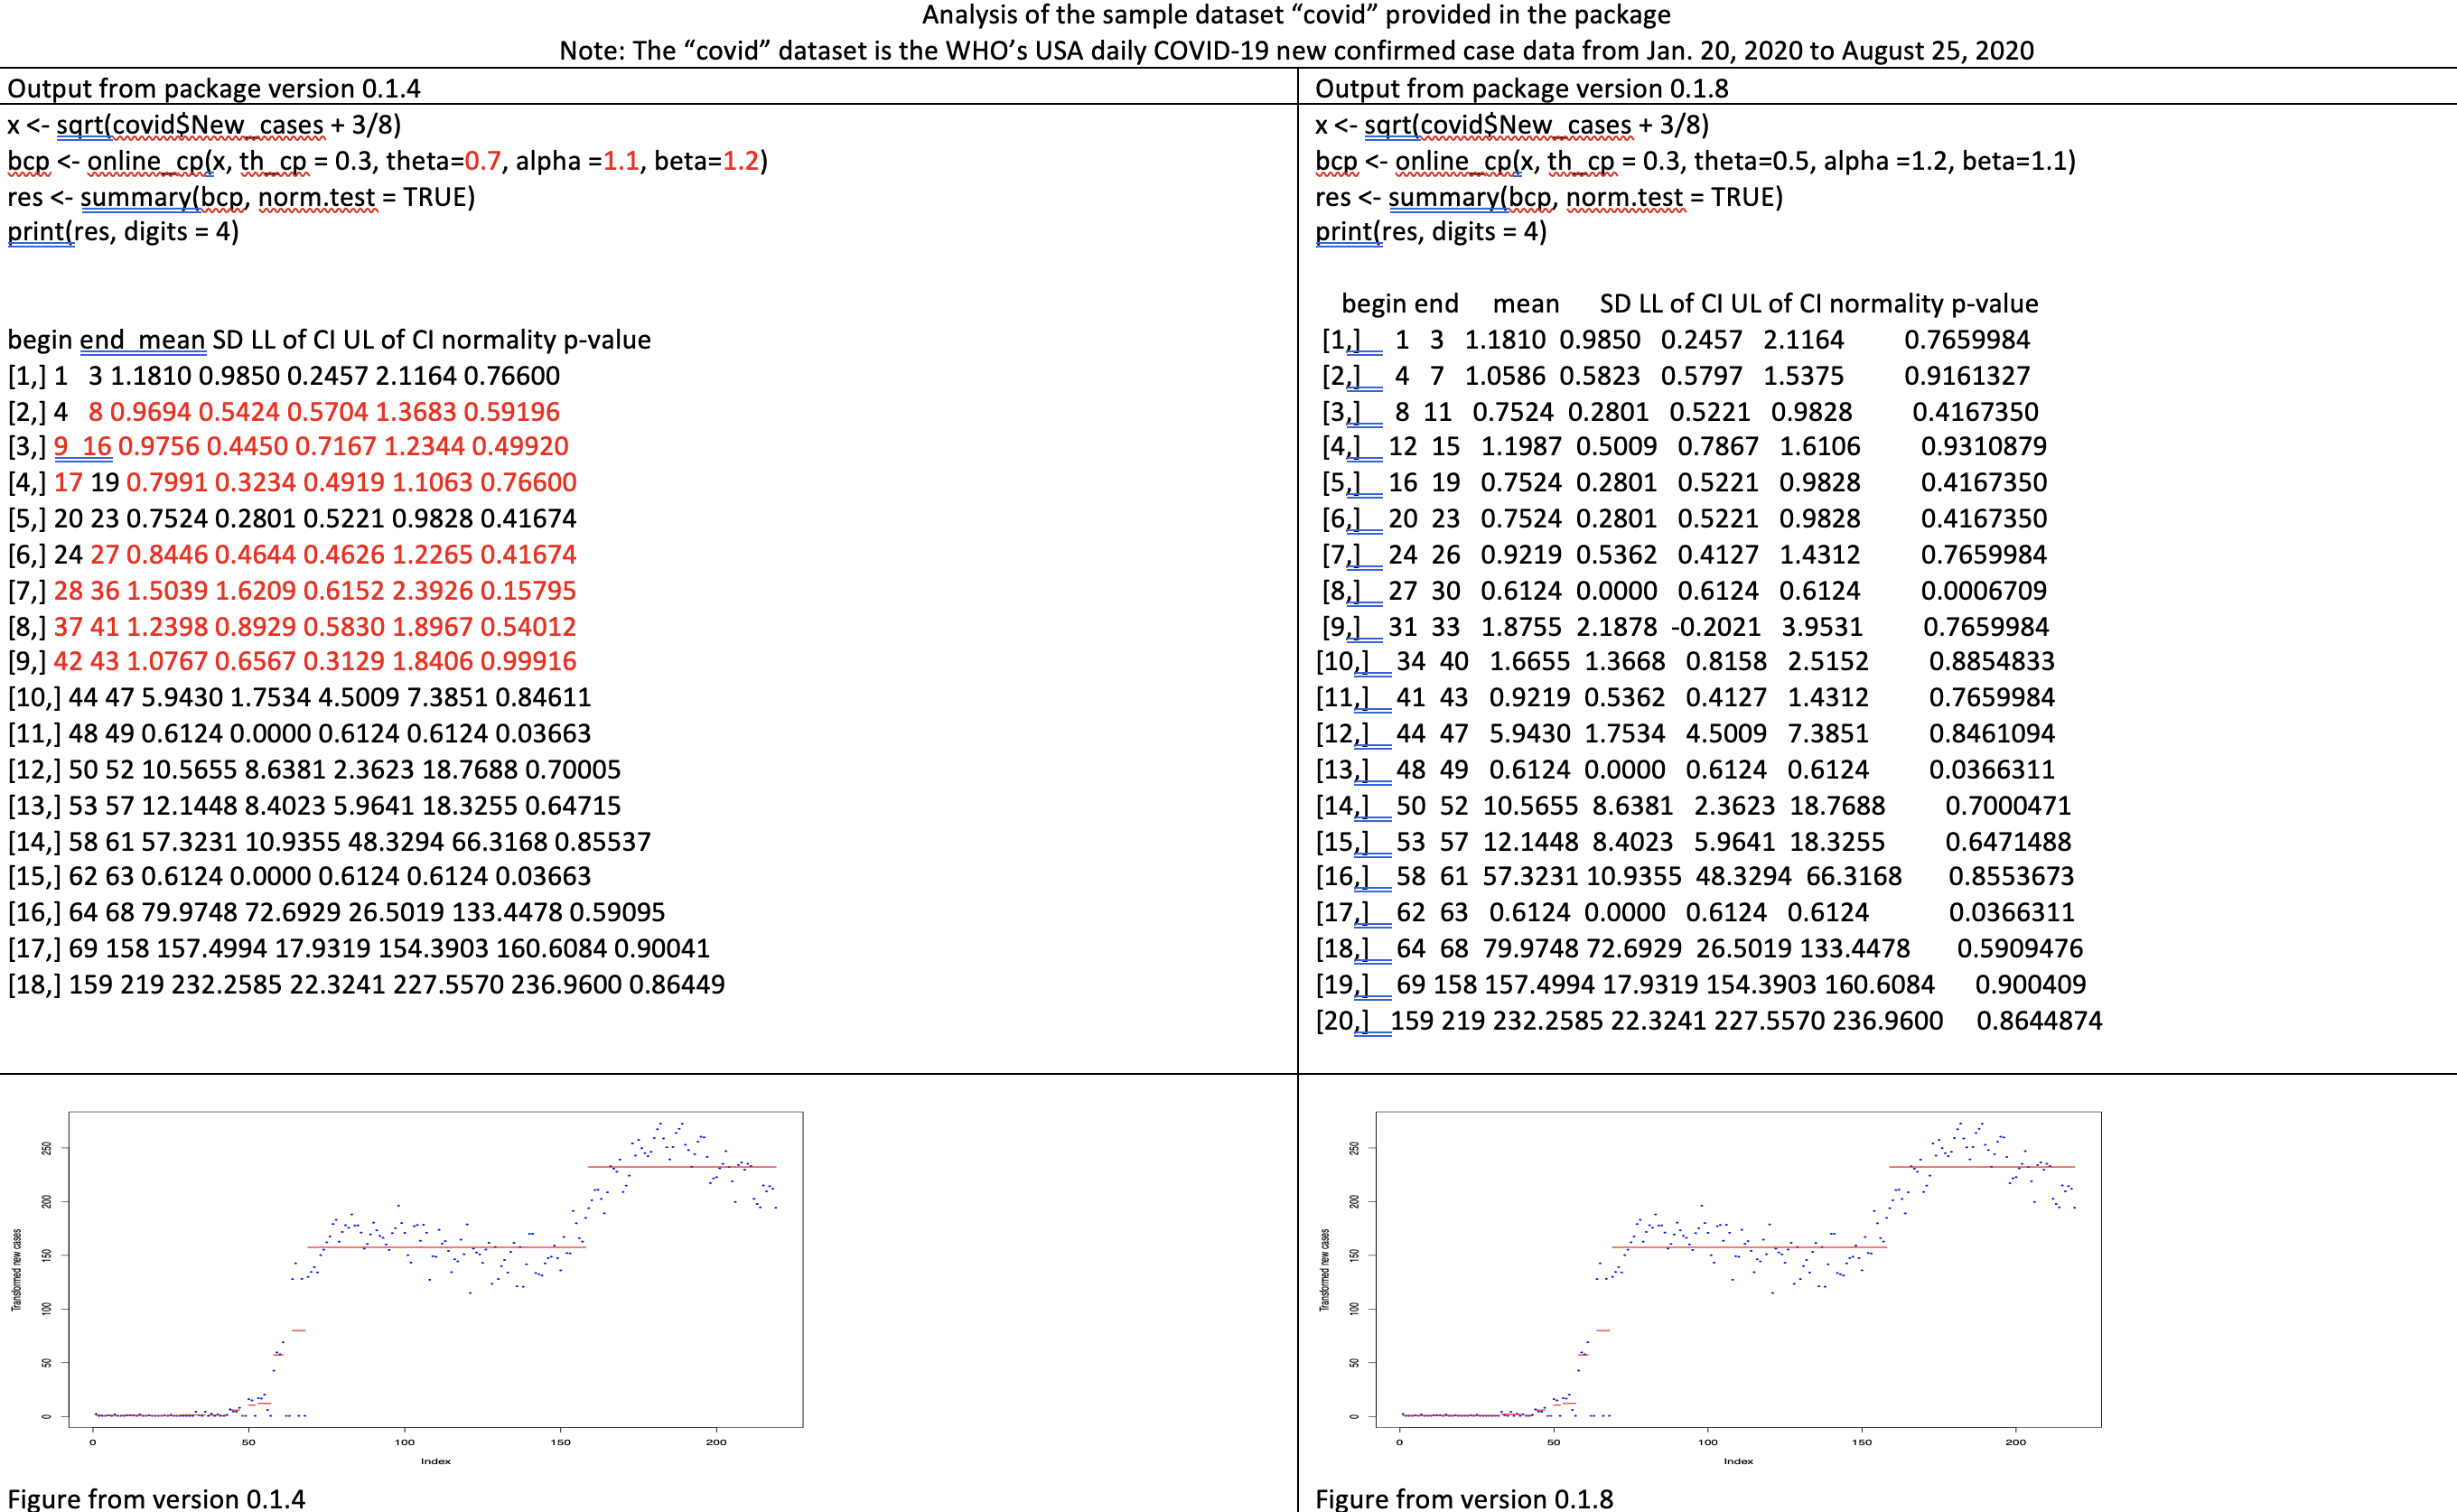 Analysis of the sample dataset “covid” provided in the package
Note: The “covid” dataset is the WHO’s USA daily COVID-19 new confirmed case data from Jan. 20, 2020 to August 25, 2020
Output from package version 0.1.4
x <- sqrt(covid$New_cases + 3/8)
bcp <- online_cp(x, th_cp = 0.3, theta=0.7, alpha =1.1, beta=1.2)
res <- summary(bcp, norm.test = TRUE)
print(res, digits = 4)
begin end mean SD LL of CI UL of CI normality p-value
[1,] 1 3 1.1810 0.9850 0.2457 2.1164 0.76600
[2,] 4 8 0.9694 0.5424 0.5704 1.3683 0.59196
[3,] 9 16 0.9756 0.4450 0.7167 1.2344 0.49920
[4,] 17 19 0.7991 0.3234 0.4919 1.1063 0.76600
[5,] 20 23 0.7524 0.2801 0.5221 0.9828 0.41674
[6,] 24 27 0.8446 0.4644 0.4626 1.2265 0.41674
[7,] 28 36 1.5039 1.6209 0.6152 2.3926 0.15795
[8,] 37 41 1.2398 0.8929 0.5830 1.8967 0.54012
[9,] 42 43 1.0767 0.6567 0.3129 1.8406 0.99916
[10,] 44 47 5.9430 1.7534 4.5009 7.3851 0.84611
[11,] 48 49 0.6124 0.0000 0.6124 0.6124 0.03663
[12,] 50 52 10.5655 8.6381 2.3623 18.7688 0.70005
[13,] 53 57 12.1448 8.4023 5.9641 18.3255 0.64715
[14,] 58 61 57.3231 10.9355 48.3294 66.3168 0.85537
[15,] 62 63 0.6124 0.0000 0.6124 0.6124 0.03663
[16,] 64 68 79.9748 72.6929 26.5019 133.4478 0.59095
[17,] 69 158 157.4994 17.9319 154.3903 160.6084 0.90041
[18,] 159 219 232.2585 22.3241 227.5570 236.9600 0.86449
Output from package version 0.1.8
x <- sqrt(covid$New_cases + 3/8)
bcp <- online_cp(x, th_cp = 0.3, theta=0.5, alpha =1.2, beta=1.1)
res <- summary(bcp, norm.test = TRUE)
print(res, digits = 4)
begin end mean SD LL of CI UL of CI normality p-value
[1,] 1 3 1.1810 0.9850 0.2457 2.1164 0.7659984
[2,] 4 7 1.0586 0.5823 0.5797 1.5375 0.9161327
[3,] 8 11 0.7524 0.2801 0.5221 0.9828 0.4167350
[4,] 12 15 1.1987 0.5009 0.7867 1.6106 0.9310879
[5,] 16 19 0.7524 0.2801 0.5221 0.9828 0.4167350
[6,] 20 23 0.7524 0.2801 0.5221 0.9828 0.4167350
[7,] 24 26 0.9219 0.5362 0.4127 1.4312 0.7659984
[8,] 27 30 0.6124 0.0000 0.6124 0.6124 0.0006709
[9,] 31 33 1.8755 2.1878 -0.2021 3.9531 0.7659984
[10,] 34 40 1.6655 1.3668 0.8158 2.5152 0.8854833
[11,] 41 43 0.9219 0.5362 0.4127 1.4312 0.7659984
[12,] 44 47 5.9430 1.7534 4.5009 7.3851 0.8461094
[13,] 48 49 0.6124 0.0000 0.6124 0.6124 0.0366311
[14,] 50 52 10.5655 8.6381 2.3623 18.7688 0.7000471
[15,] 53 57 12.1448 8.4023 5.9641 18.3255 0.6471488
[16,] 58 61 57.3231 10.9355 48.3294 66.3168 0.8553673
[17,] 62 63 0.6124 0.0000 0.6124 0.6124 0.0366311
[18,] 64 68 79.9748 72.6929 26.5019 133.4478 0.5909476
[19,] 69 158 157.4994 17.9319 154.3903 160.6084 0.900409
[20,] 159 219 232.2585 22.3241 227.5570 236.9600 0.8644874
Transformed new cases
250
200
150
100
50
0
0 50 100 150 200
Index
Figure from version 0.1.4
Transformed new cases
250
200
150
100
50
0
0 50 100 150 200
Index
Figure from version 0.1.8